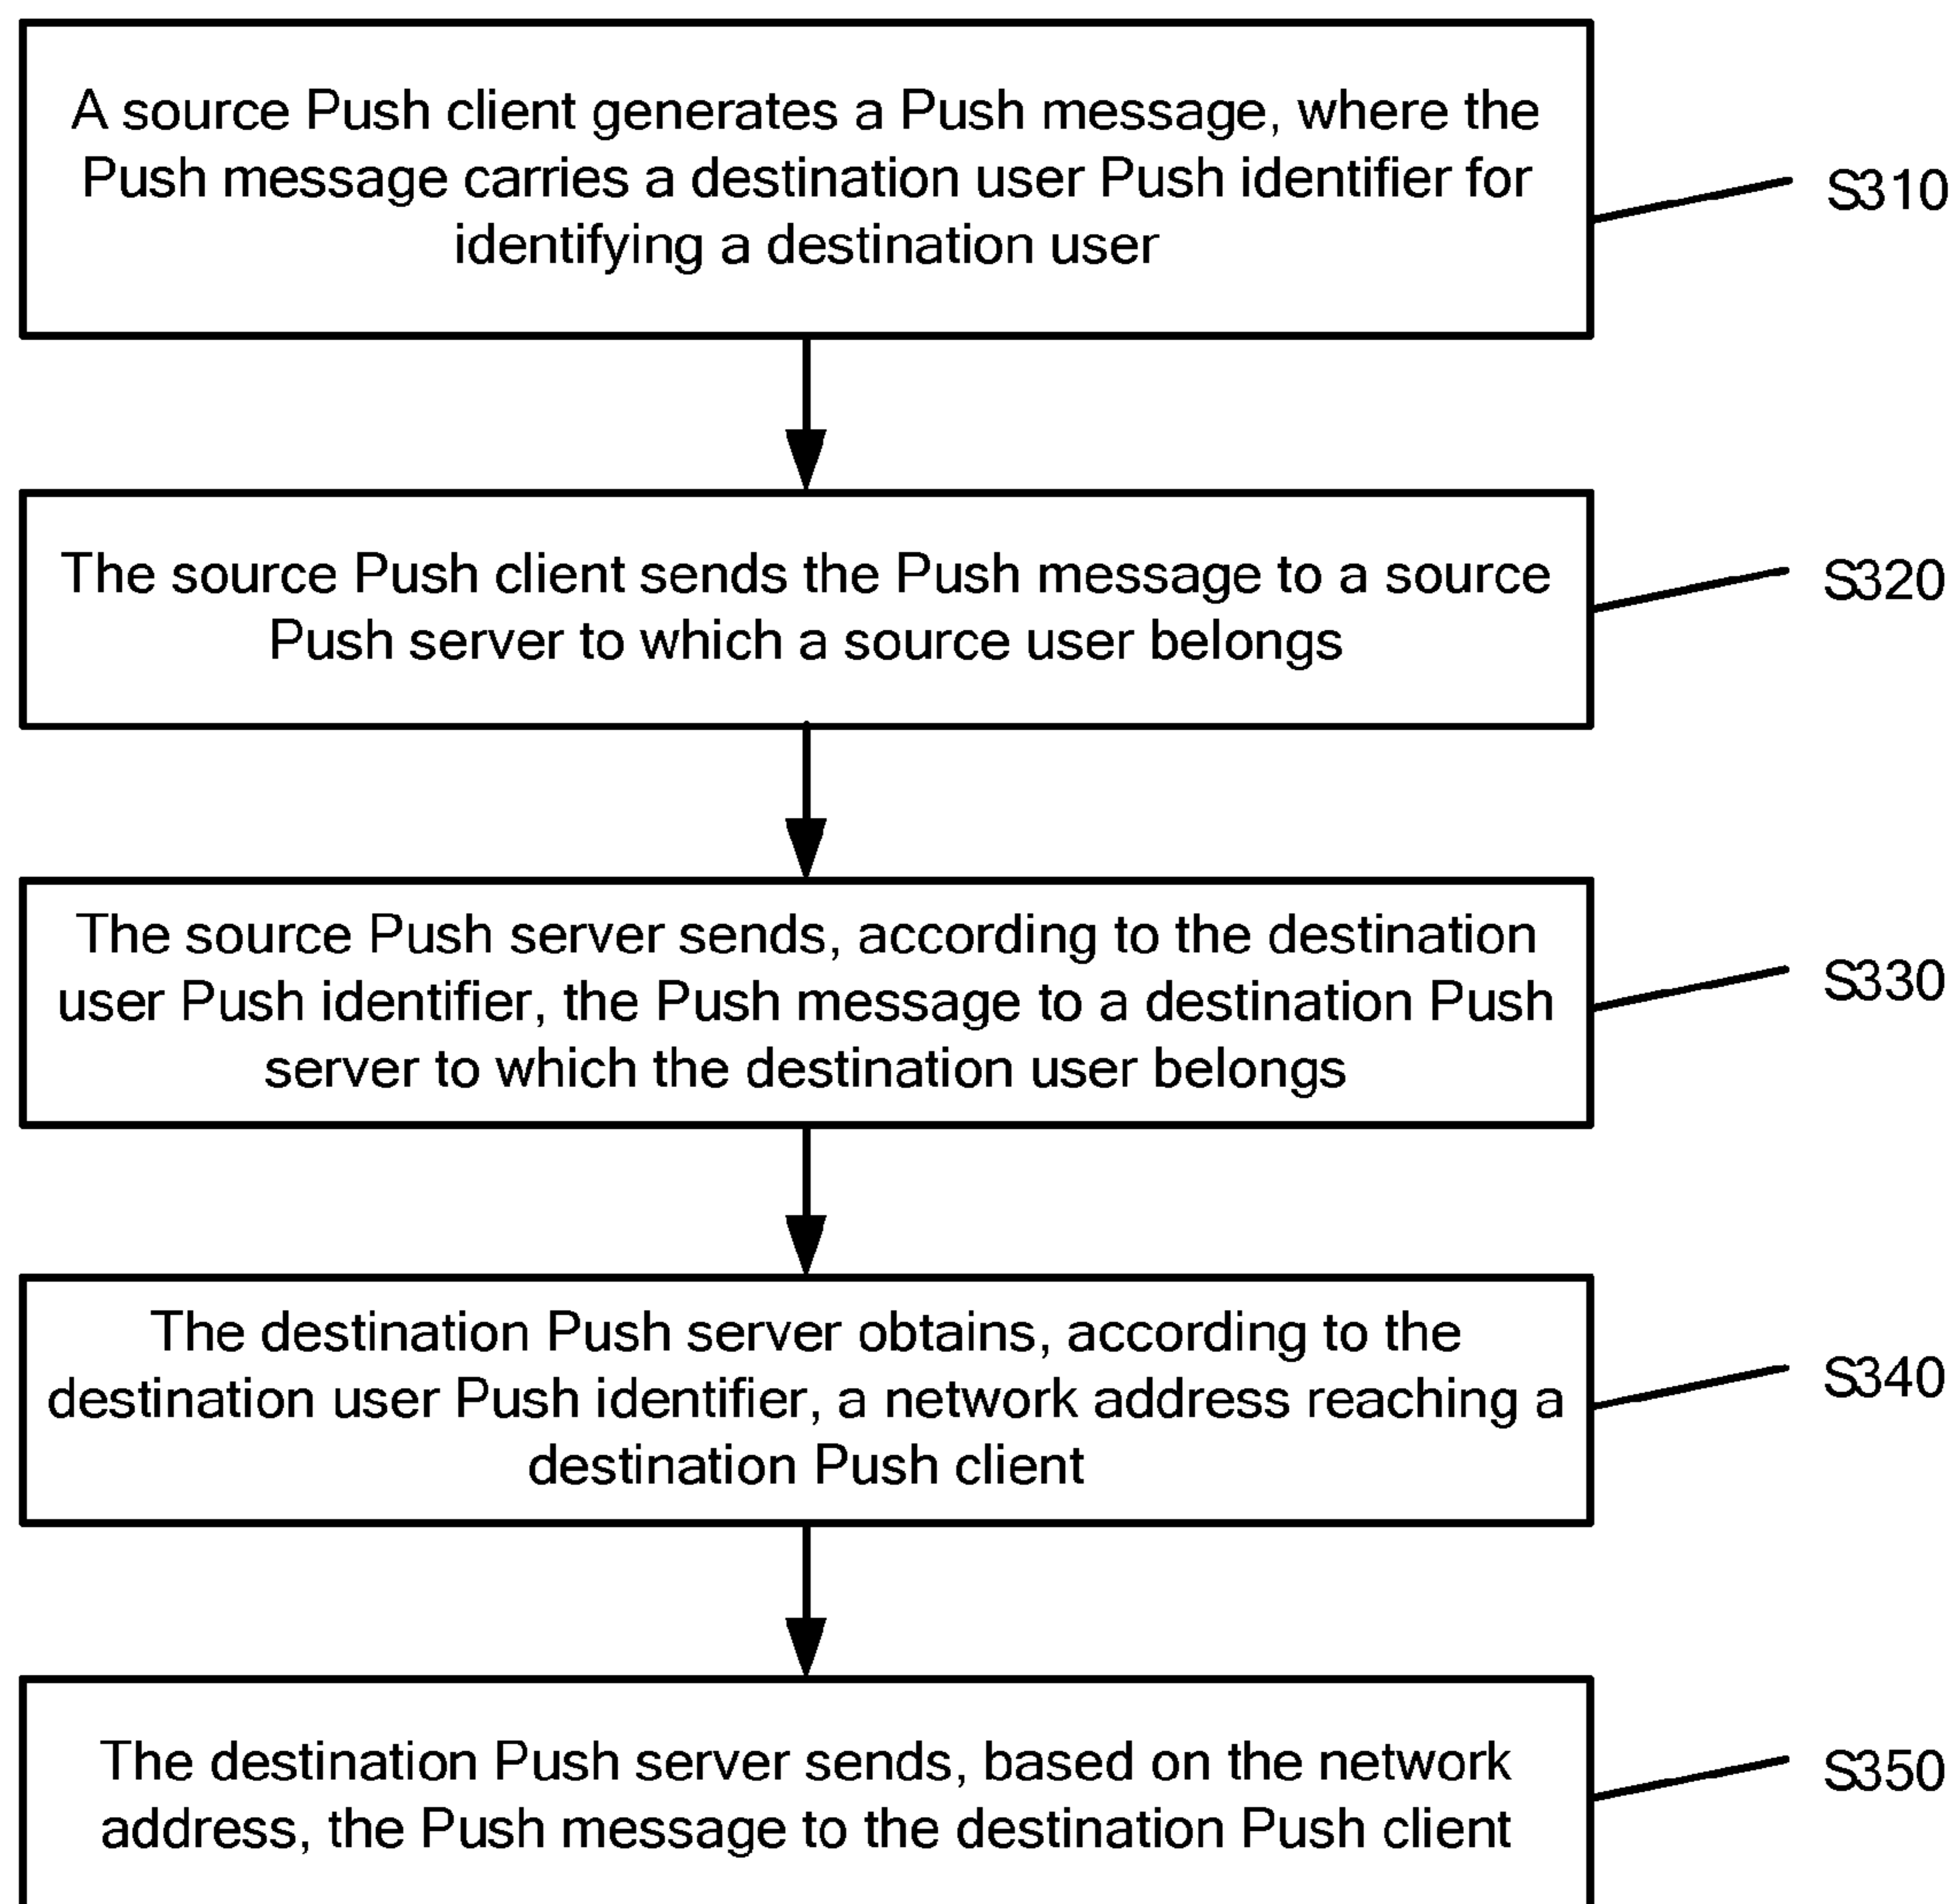 A source Push client generates a Push message, where the
Push message carries a destination user Push identifier for
identifying a destination user
S310
The source Push client sends the Push message to a source
Push server to which a source user belongs
S320
The source Push server sends, according to the destination
user Push identifier, the Push message to a destination Push
server to which the destination user belongs
S330
The destination Push server obtains, according to the
destination user Push identifier, a network address reaching a
destination Push client
S340
The destination Push server sends, based on the network
address, the Push message to the destination Push client
S350